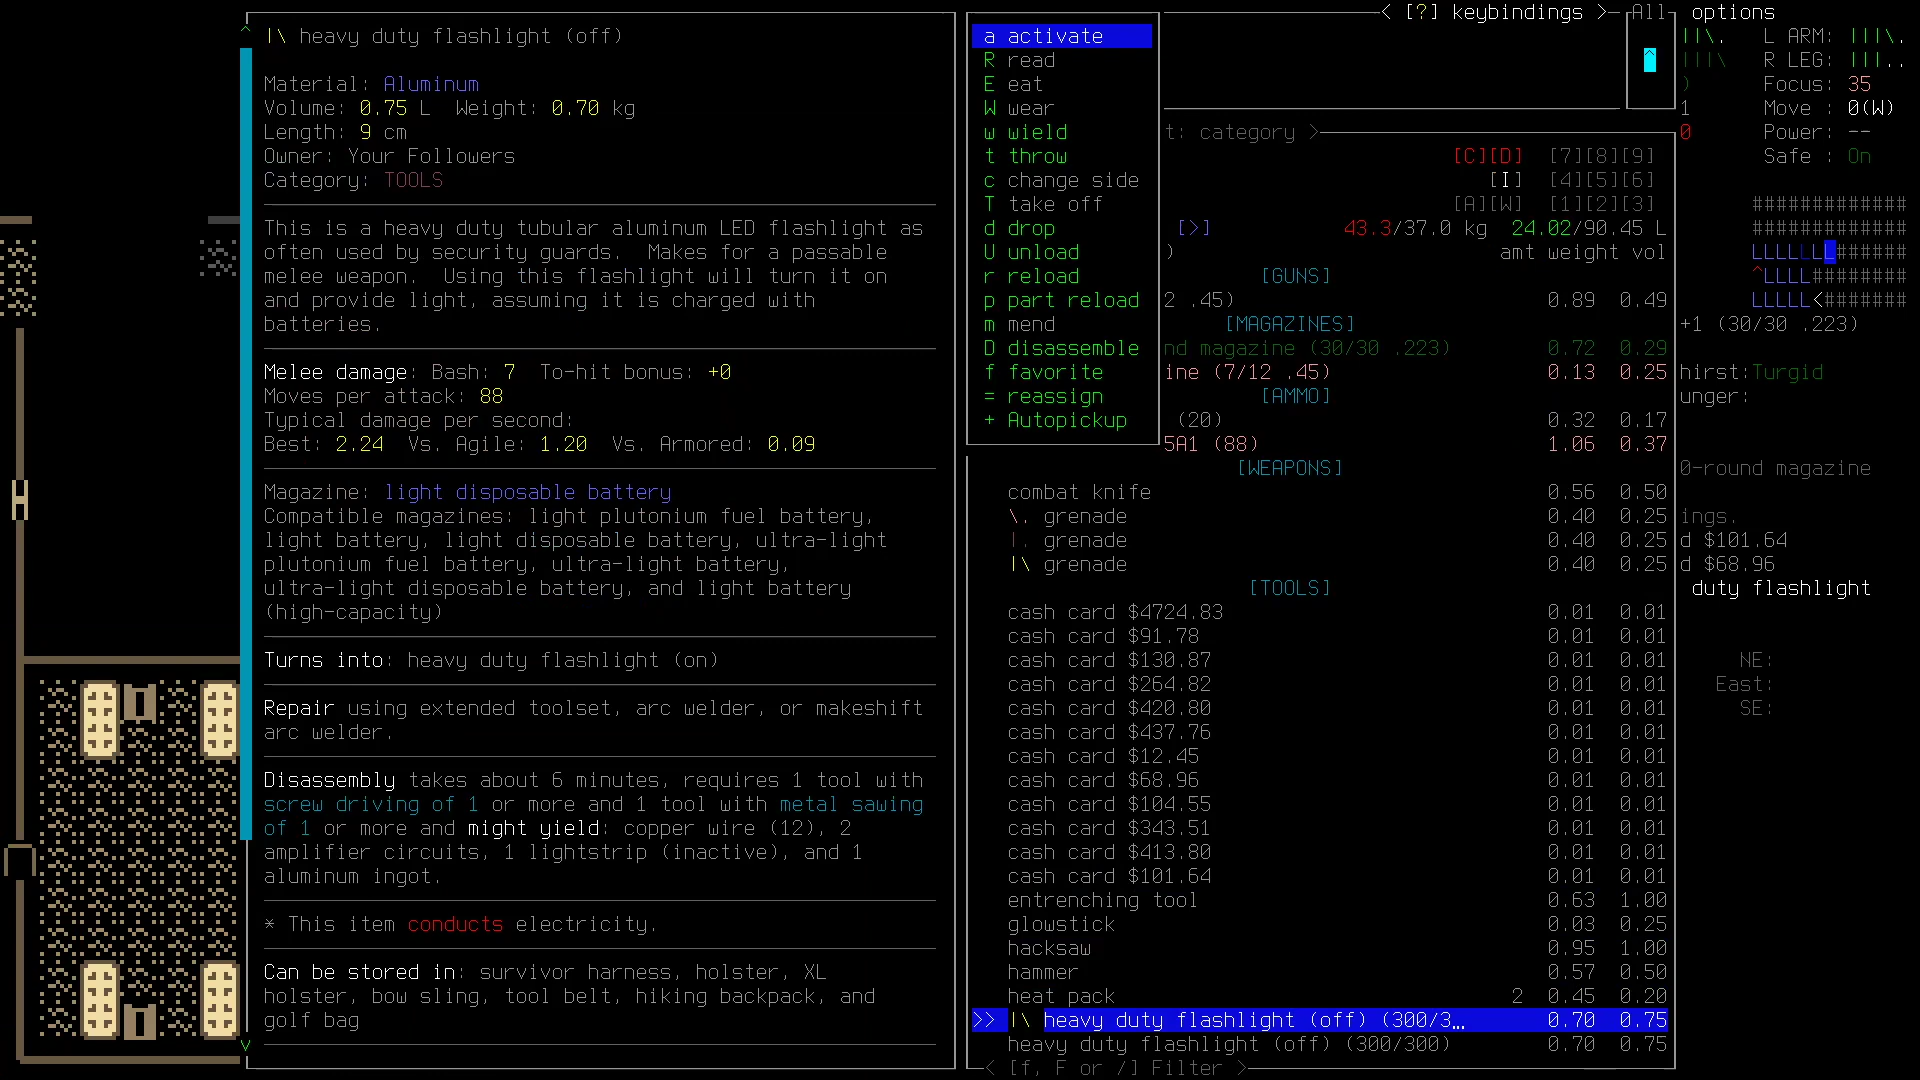 |\ heavy duty flashlight (off)
Material: Aluminum
Volume: 0.75 L  Weight: 0.70 kg
Length: 9 cm
Owner: Your Followers
Category: TOOLS
This is a heavy duty tubular aluminum LED flashlight as
often used by security guards.  Makes for a passable
melee weapon.  Using this flashlight will turn it on
and provide light, assuming it is charged with
batteries.
Melee damage: Bash: 7  To-hit bonus: +0
Moves per attack: 88
Typical damage per second:
Best: 2.24  Vs. Agile: 1.20  Vs. Armored: 0.09
Magazine: light disposable battery
Compatible magazines: light plutonium fuel battery,
light battery, light disposable battery, ultra-light
plutonium fuel battery, ultra-light battery,
ultra-light disposable battery, and light battery
(high-capacity)
Turns into: heavy duty flashlight (on)
Repair using extended toolset, arc welder, or makeshift
arc welder.
Disassembly takes about 6 minutes, requires 1 tool with
screw driving of 1 or more and 1 tool with metal sawing
of 1 or more and might yield: copper wire (12), 2
amplifier circuits, 1 lightstrip (inactive), and 1
aluminum ingot.
* This item conducts electricity.
Can be stored in: survivor harness, holster, XL
holster, bow sling, tool belt, hiking backpack, and
golf bag
a activate
R read
E eat
W wear
w wield
t throw
c change side
T take off
d drop
U unload
r reload
p part reload
m mend
D disassemble
f favorite
= reassign
+ Autopickup
< [?] keybindings >
All
options
t: category >
[C][D]  [7][8][9]
[I]  [4][5][6]
[A][W]  [1][2][3]
[>]  43.3/37.0 kg  24.02/90.45 L
)  amt weight vol
[GUNS]
2 .45)  0.89  0.49
[MAGAZINES]
nd magazine (30/30 .223)  0.72  0.29
ine (7/12 .45)  0.13  0.25
[AMMO]
(20)  0.32  0.17
5A1 (88)  1.06  0.37
[WEAPONS]
combat knife  0.56  0.50
\. grenade  0.40  0.25
|. grenade  0.40  0.25
|\ grenade  0.40  0.25
[TOOLS]
cash card $4724.83  0.01  0.01
cash card $91.78  0.01  0.01
cash card $130.87  0.01  0.01
cash card $264.82  0.01  0.01
cash card $420.80  0.01  0.01
cash card $437.76  0.01  0.01
cash card $12.45  0.01  0.01
cash card $68.96  0.01  0.01
cash card $104.55  0.01  0.01
cash card $343.51  0.01  0.01
cash card $413.80  0.01  0.01
cash card $101.64  0.01  0.01
entrenching tool  0.63  1.00
glowstick  0.03  0.25
hacksaw  0.95  1.00
hammer  0.57  0.50
heat pack  2  0.45  0.20
>> |\ heavy duty flashlight (off) (300/3…  0.70  0.75
heavy duty flashlight (off) (300/300)  0.70  0.75
< [f, F or /] Filter >
||\.  L ARM: |||\.
|||\  R LEG: |||..
)  Focus: 35
1  Move : 0(W)
0  Power: --
Safe : On
#############
#############
LLLLLLL######
^LLLL########
LLLLL<#######
+1 (30/30 .223)
hirst:Turgid
unger:
0-round magazine
ings.
d $101.64
d $68.96
duty flashlight
NE:
East:
SE: